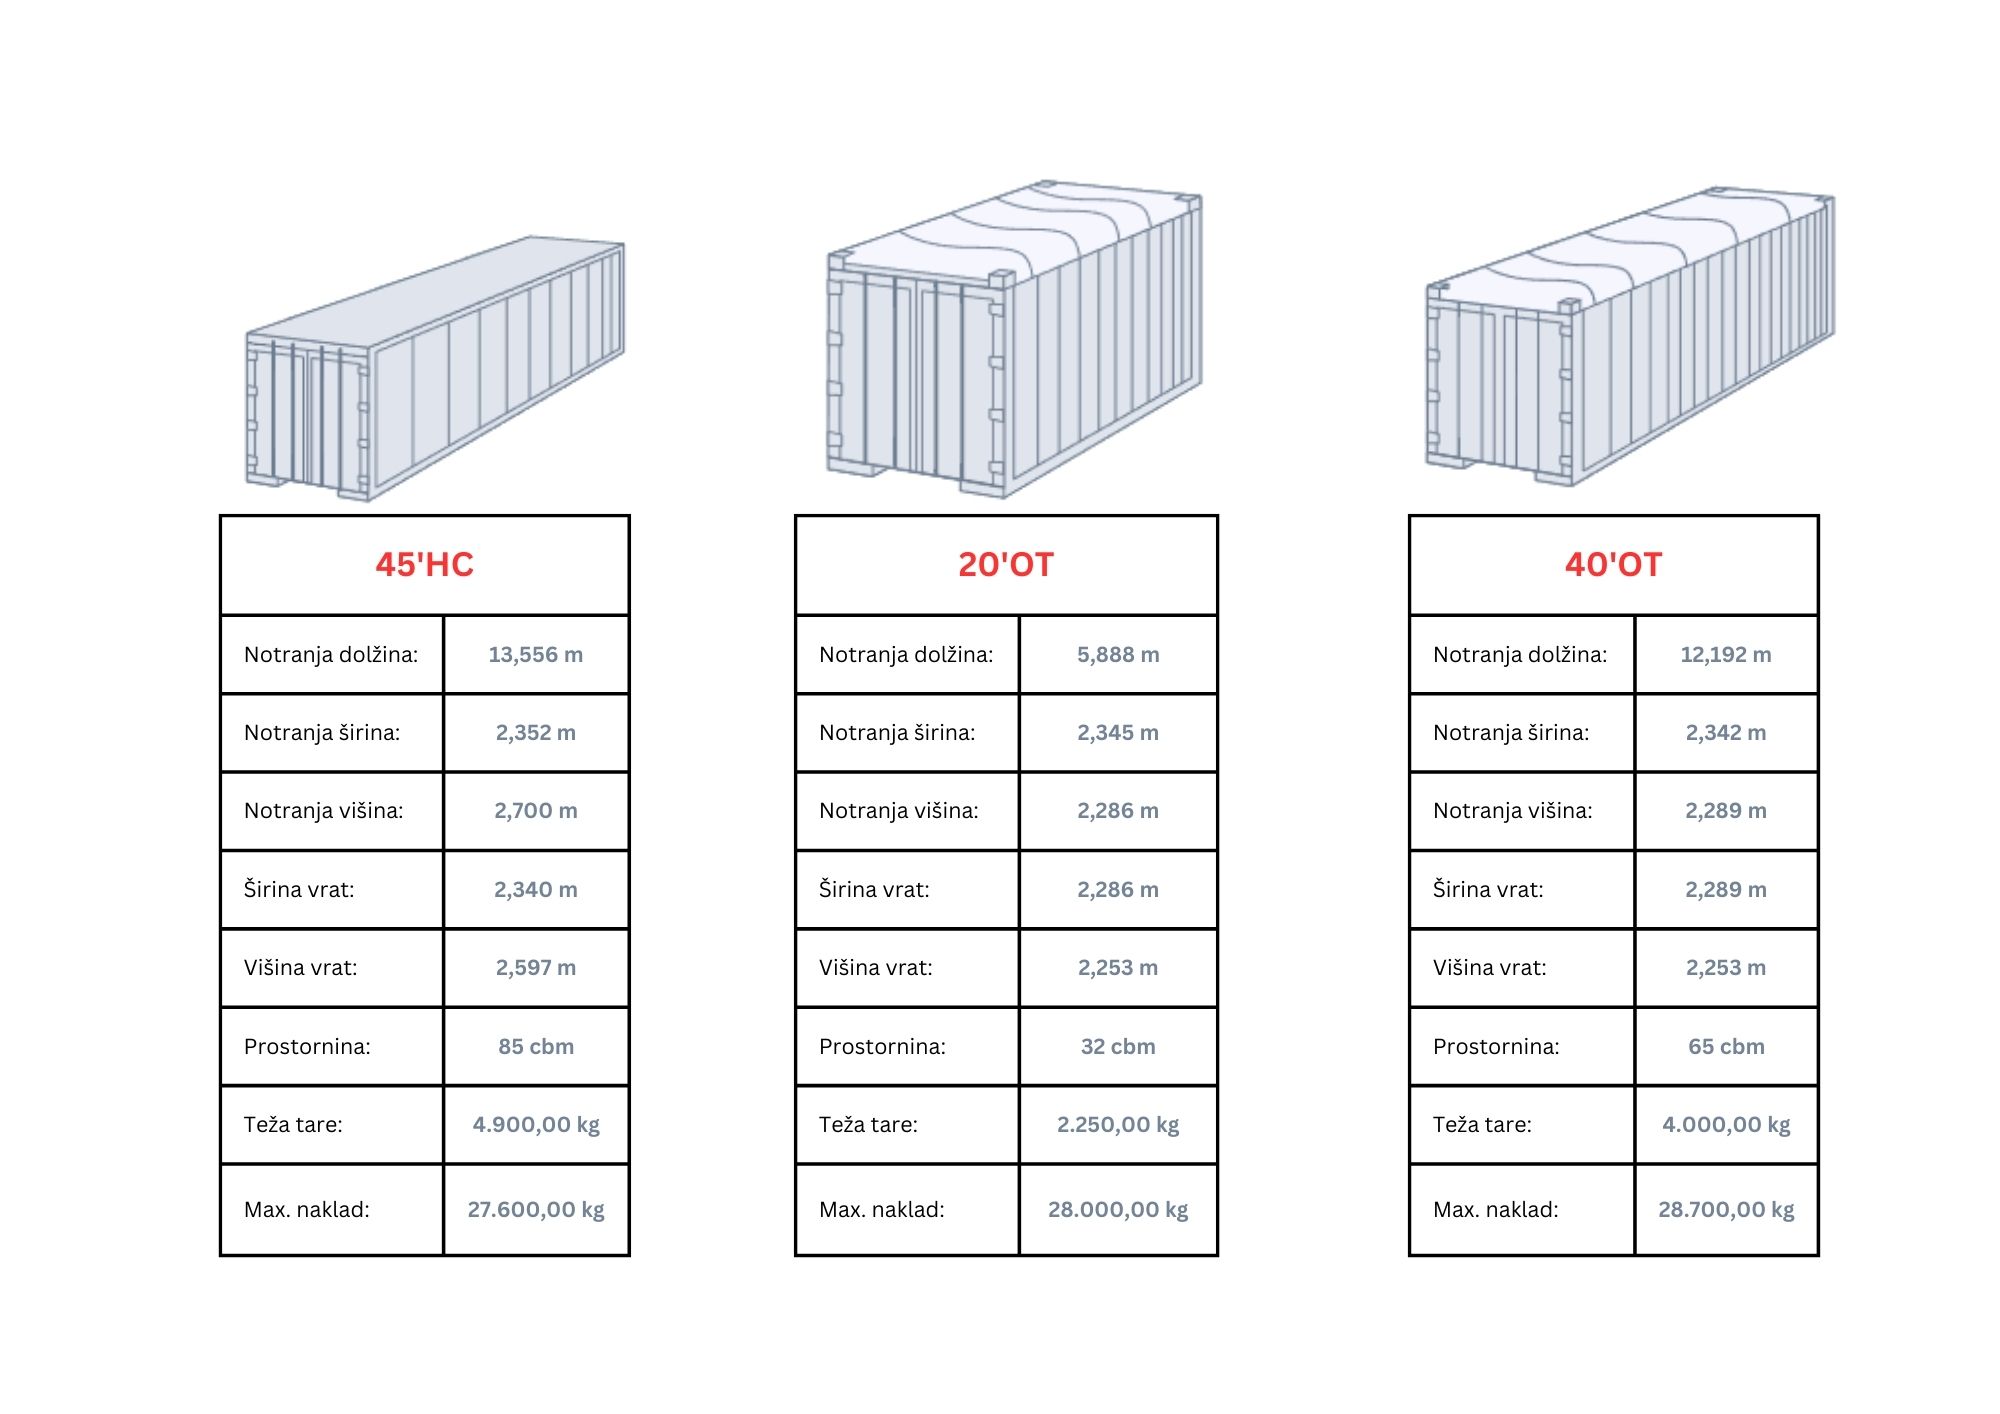 45'HC
Notranja dolžina: 13,556 m
Notranja širina: 2,352 m
Notranja višina: 2,700 m
Širina vrat: 2,340 m
Višina vrat: 2,597 m
Prostornina: 85 cbm
Teža tare: 4.900,00 kg
Max. naklad: 27.600,00 kg
20'OT
Notranja dolžina: 5,888 m
Notranja širina: 2,345 m
Notranja višina: 2,286 m
Širina vrat: 2,286 m
Višina vrat: 2,253 m
Prostornina: 32 cbm
Teža tare: 2.250,00 kg
Max. naklad: 28.000,00 kg
40'OT
Notranja dolžina: 12,192 m
Notranja širina: 2,342 m
Notranja višina: 2,289 m
Širina vrat: 2,289 m
Višina vrat: 2,253 m
Prostornina: 65 cbm
Teža tare: 4.000,00 kg
Max. naklad: 28.700,00 kg